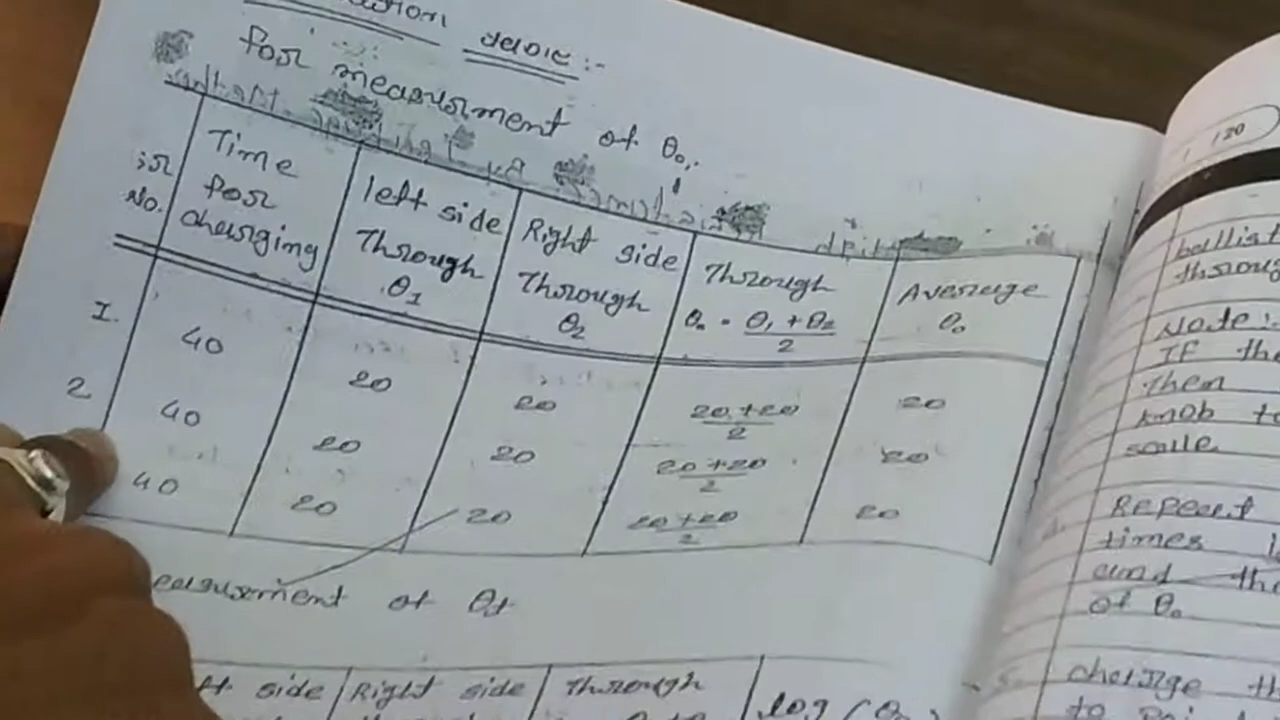 for measurment of θ₀.
Sr No. | Time for charging | left side Through θ1 | Right side Through θ2 | Through θ₀ = θ1 + θ2 / 2 | Average θ₀
1. | 40 | 20 | 20 | 20 + 20 / 2 | 20
2 | 40 | 20 | 20 | 20 + 20 / 2 | 20
40 | 20 | 20 | 20 + 20 / 2 | 20
easurement of θt
side | Right side | Through | log (θ₀
120
ballist
throug
Note:
IF the
Then
knob to
scale
Repeat
times
and the
of θ₀
charge th
to